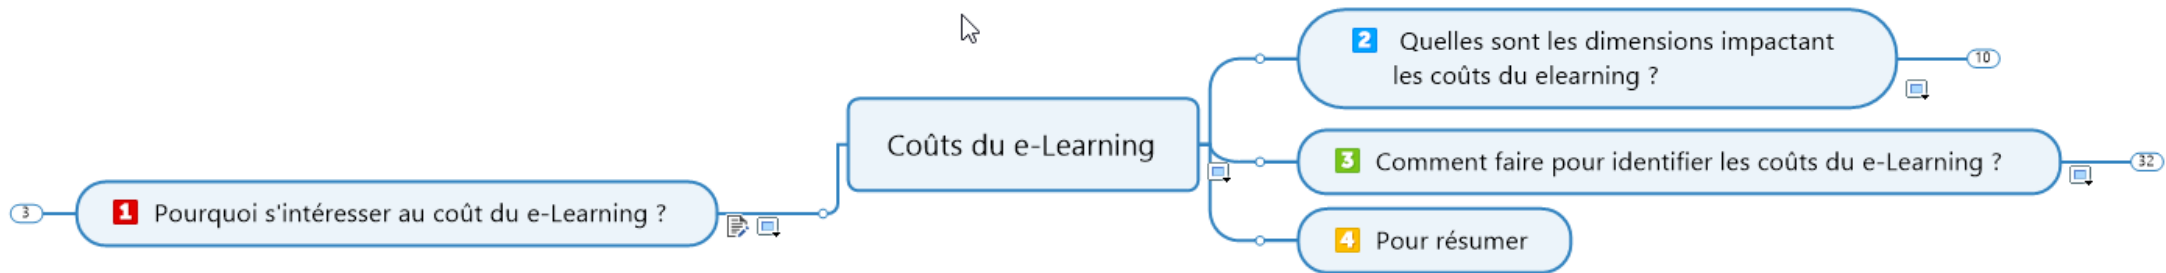 Coûts du e-Learning
1 Pourquoi s'intéresser au coût du e-Learning ?
3
2 Quelles sont les dimensions impactant
les coûts du elearning ?
10
3 Comment faire pour identifier les coûts du e-Learning ?
32
4 Pour résumer